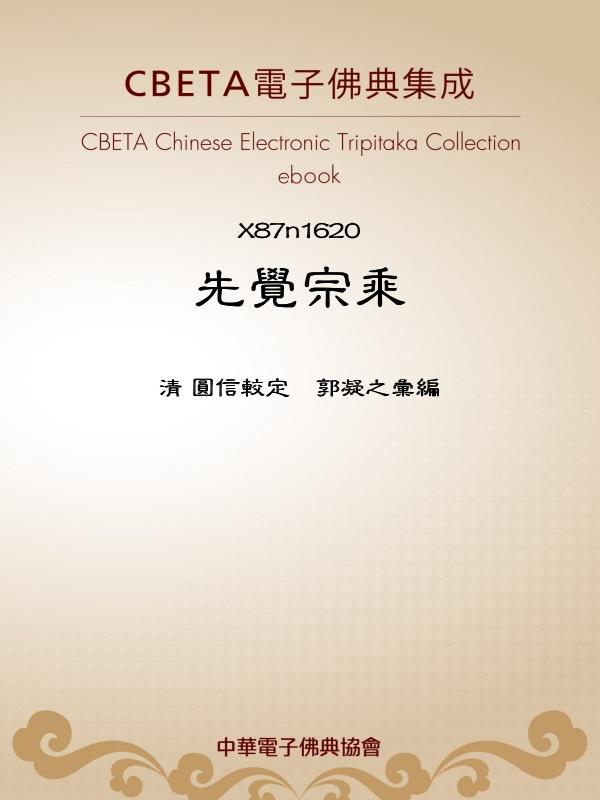 CBETA電子佛典集成
CBETA Chinese Electronic Tripitaka Collection
ebook
X87n1620
先覺宗乘
清 圓信較定　郭凝之彙編
中華電子佛典協會